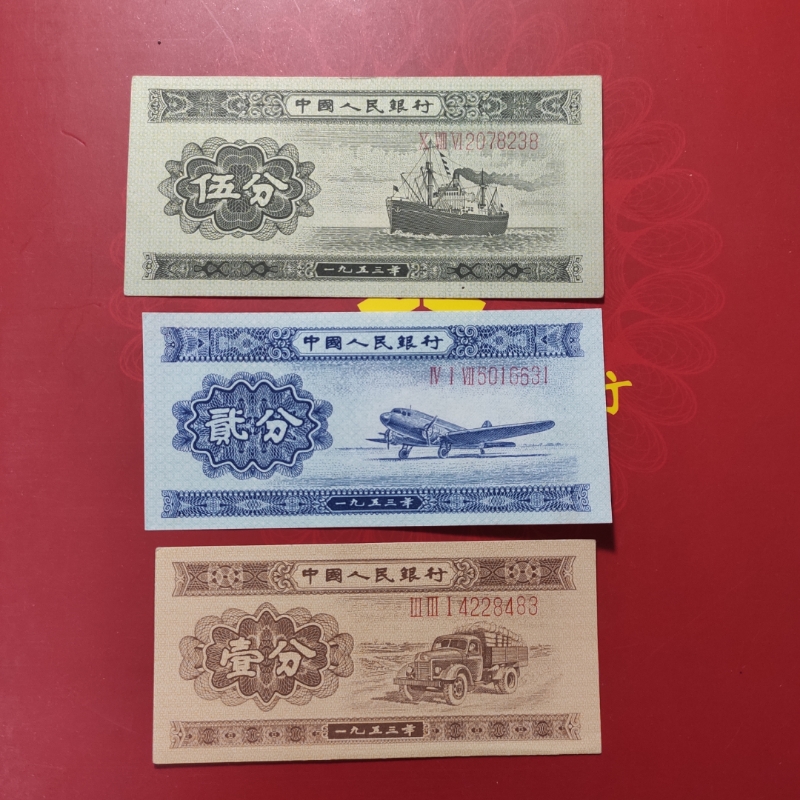 中國人民銀行
Ⅹ Ⅷ Ⅵ 2078238
伍分
一九五三年
中國人民銀行
Ⅳ Ⅰ Ⅶ 5016631
貳分
一九五三年
中國人民銀行
Ⅲ Ⅲ Ⅰ 4228483
壹分
一九五三年
行